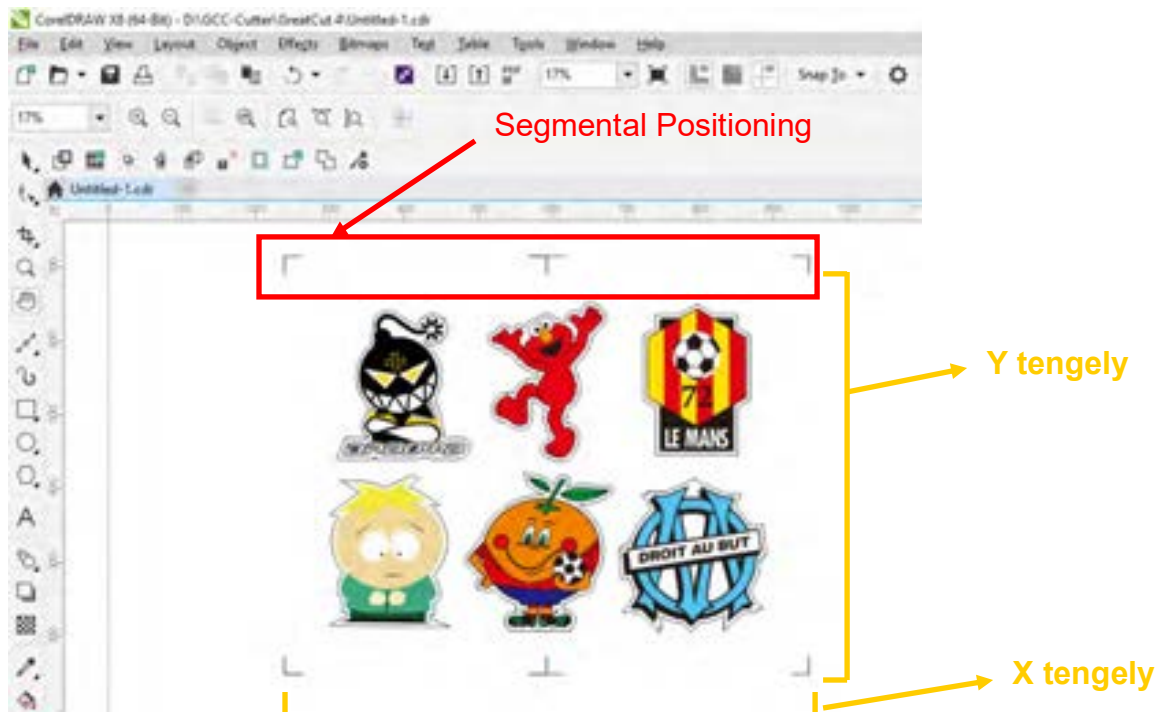 CorelDRAW X8 (64-Bit) - D:\GCC-Cutter\GreatCut 4\Untitled-1.cdr
File Edit View Layout Object Effects Bitmaps Text Table Tools Window Help
17% Snap To
17%
Segmental Positioning
Untitled-1.cdr
Y tengely
72
LE MANS
DROIT AU BUT
X tengely